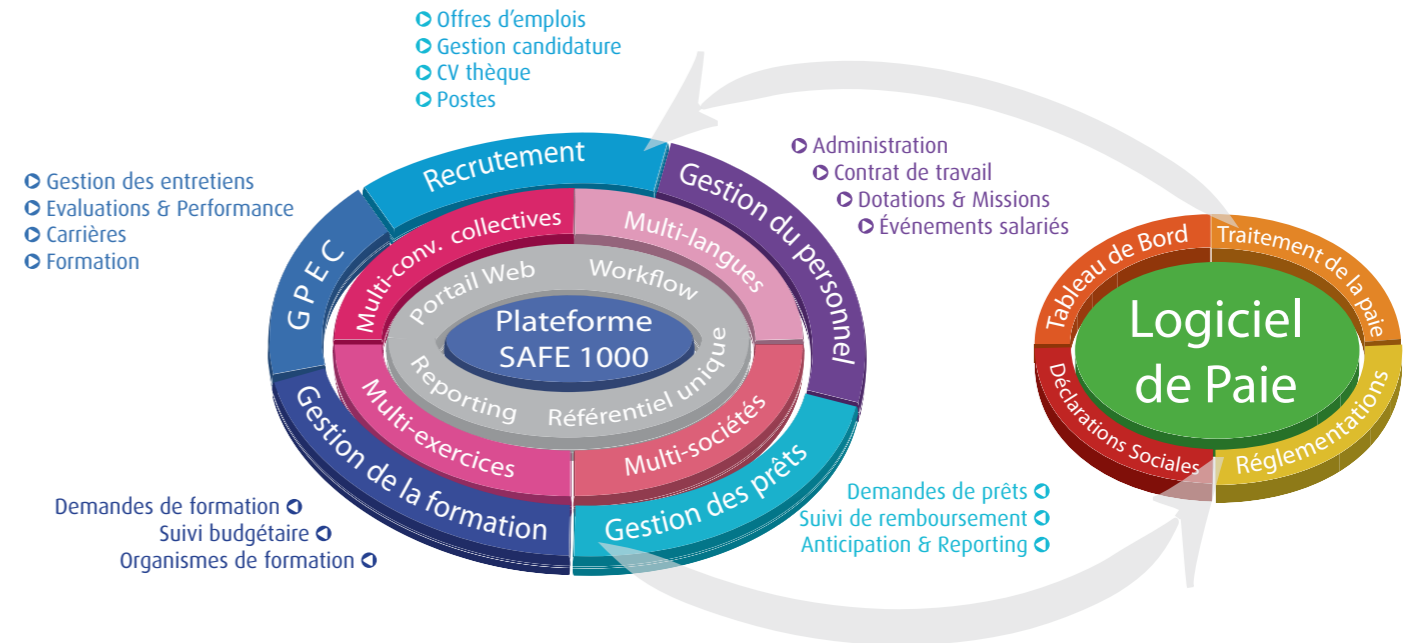 Offres d’emplois
Gestion candidature
CV thèque
Postes
Gestion des entretiens
Evaluations & Performance
Carrières
Formation
Administration
Contrat de travail
Dotations & Missions
Événements salariés
Recrutement
Gestion du personnel
GPEC
Gestion de la formation
Gestion des prêts
Multi-conv. collectives
Multi-langues
Multi-exercices
Multi-sociétés
Portail Web
Workflow
Reporting
Référentiel unique
Plateforme
SAFE 1000
Demandes de formation
Suivi budgétaire
Organismes de formation
Demandes de prêts
Suivi de remboursement
Anticipation & Reporting
Tableau de Bord
Traitement de la paie
Déclarations Sociales
Réglementations
Logiciel
de Paie